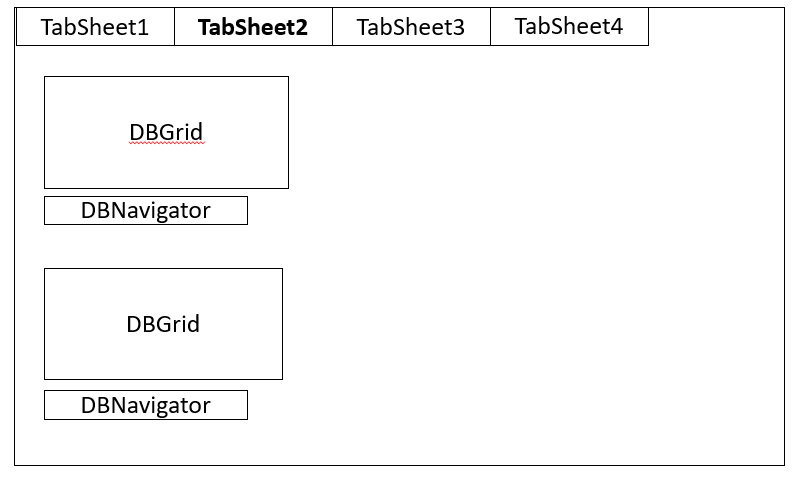 TabSheet1 TabSheet2 TabSheet3 TabSheet4
DBGrid
DBNavigator
DBGrid
DBNavigator